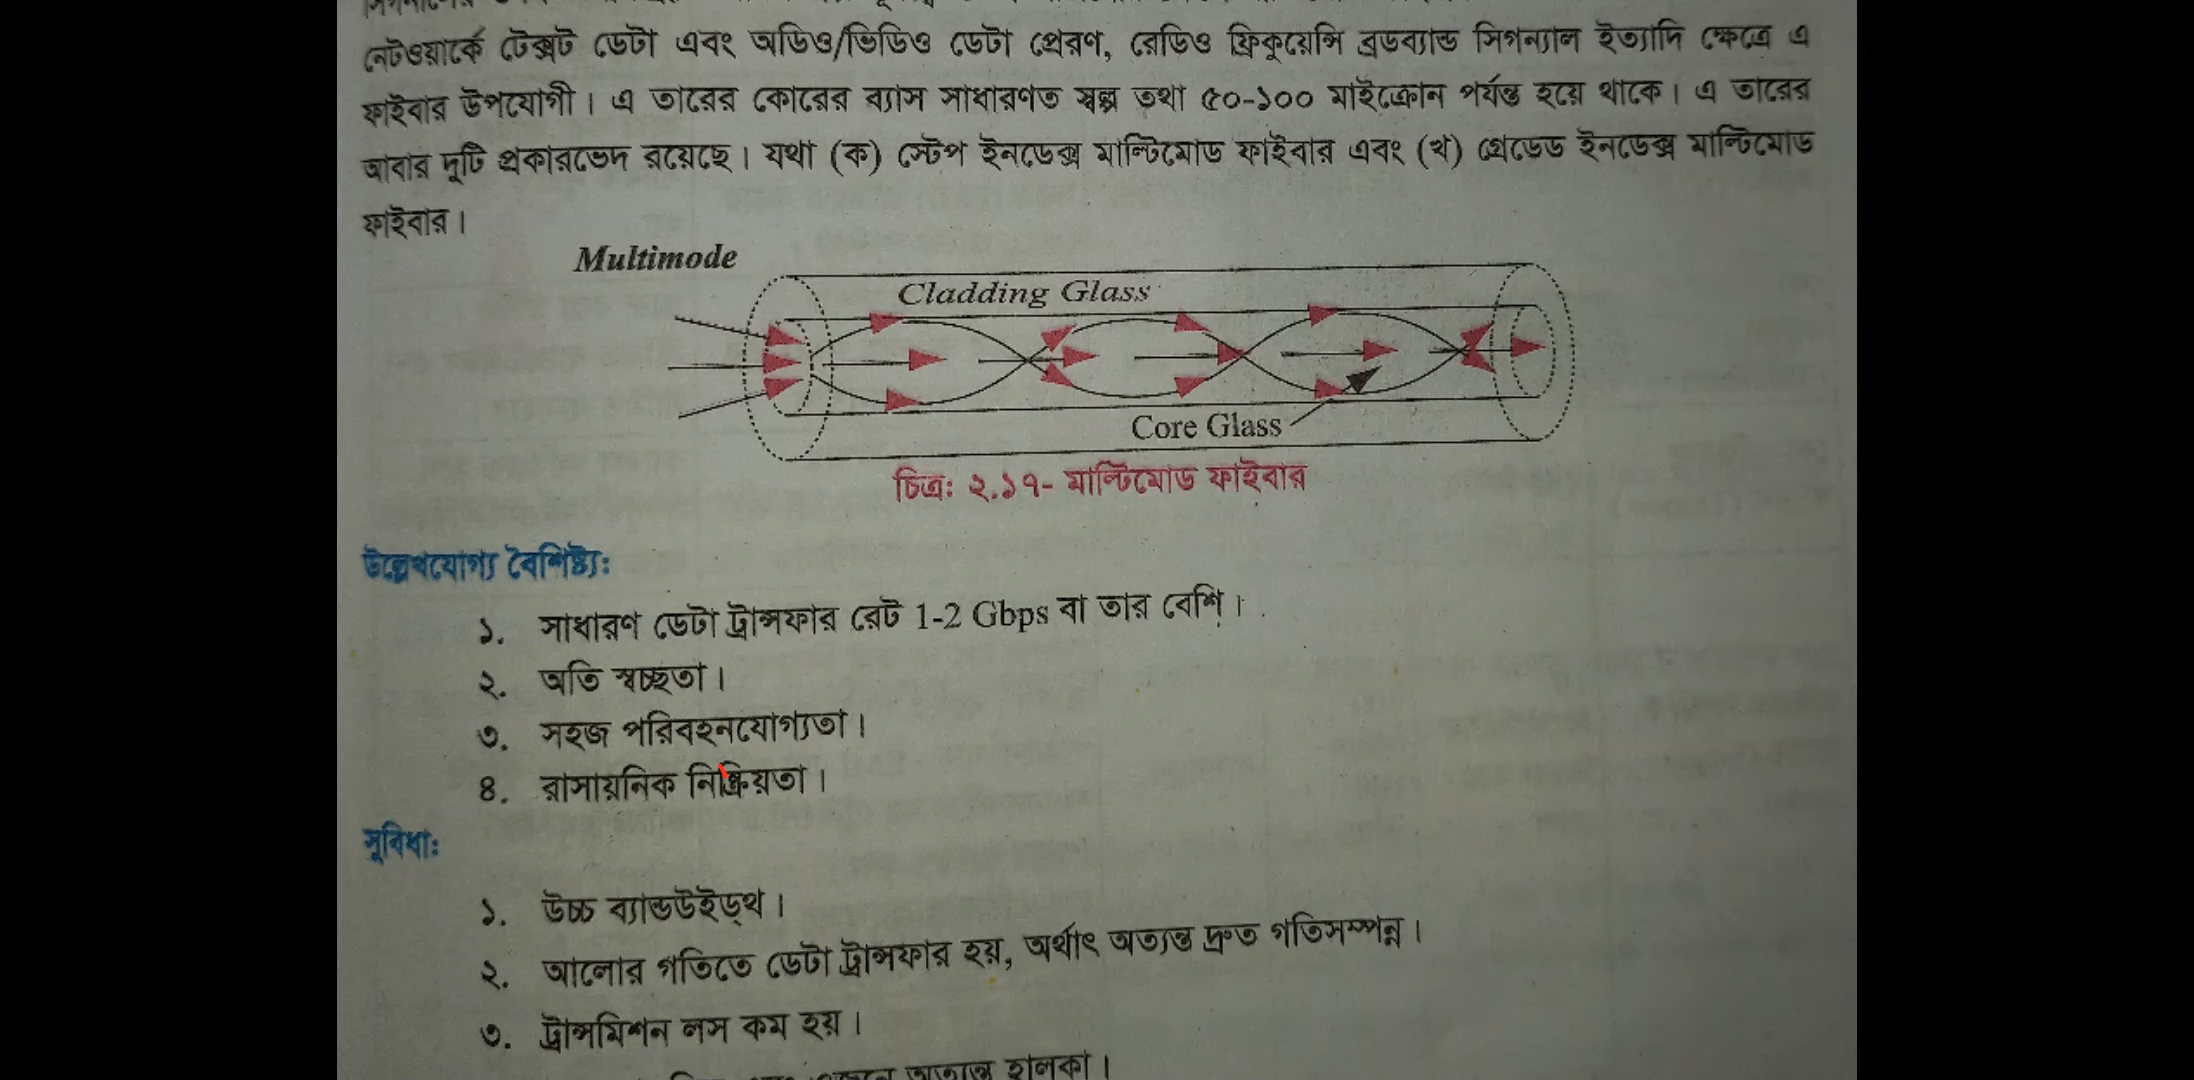 নেটওয়ার্কে টেক্সট ডেটা এবং অডিও/ভিডিও ডেটা প্রেরণ, রেডিও ফ্রিকুয়েন্সি ব্রডব্যান্ড সিগন্যাল ইত্যাদি ক্ষেত্রে এ
ফাইবার উপযোগী। এ তারের কোরের ব্যাস সাধারণত স্বল্প তথা ৫০-১০০ মাইক্রোন পর্যন্ত হয়ে থাকে। এ তারের
আবার দুটি প্রকারভেদ রয়েছে। যথা (ক) স্টেপ ইনডেক্স মাল্টিমোড ফাইবার এবং (খ) গ্রেডেড ইনডেক্স মাল্টিমোড
ফাইবার।
Multimode
Cladding Glass
Core Glass
চিত্র: ২.১৭- মাল্টিমোড ফাইবার
উল্লেখযোগ্য বৈশিষ্ট্য:
১. সাধারণ ডেটা ট্রান্সফার রেট 1-2 Gbps বা তার বেশি।
২. অতি স্বচ্ছতা।
৩. সহজ পরিবহনযোগ্যতা।
৪. রাসায়নিক নিষ্ক্রিয়তা।
সুবিধা:
১. উচ্চ ব্যান্ডউইড্‌থ।
২. আলোর গতিতে ডেটা ট্রান্সফার হয়, অর্থাৎ অত্যন্ত দ্রুত গতিসম্পন্ন।
৩. ট্রান্সমিশন লস কম হয়।
অত্যন্ত হালকা।